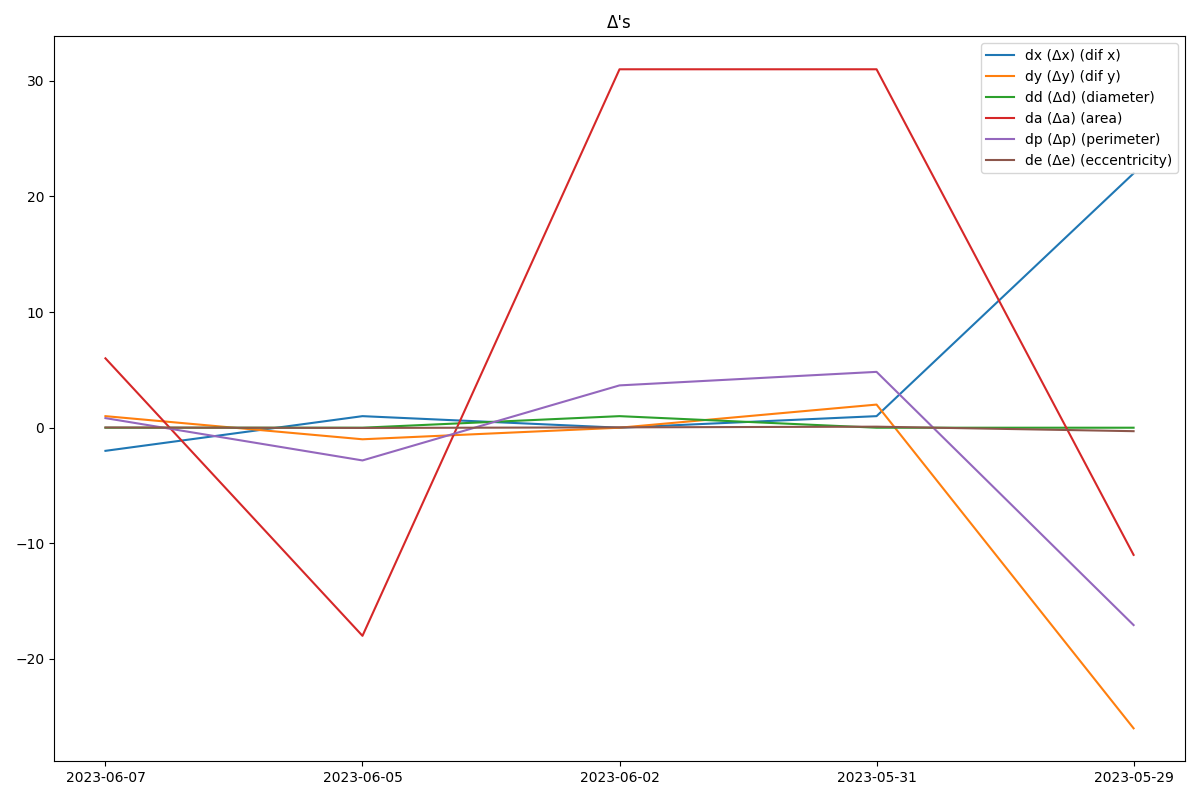 Δ's
dx (Δx) (dif x)
dy (Δy) (dif y)
dd (Δd) (diameter)
da (Δa) (area)
dp (Δp) (perimeter)
de (Δe) (eccentricity)
30
20
10
0
−10
−20
2023-06-07 2023-06-05 2023-06-02 2023-05-31 2023-05-29